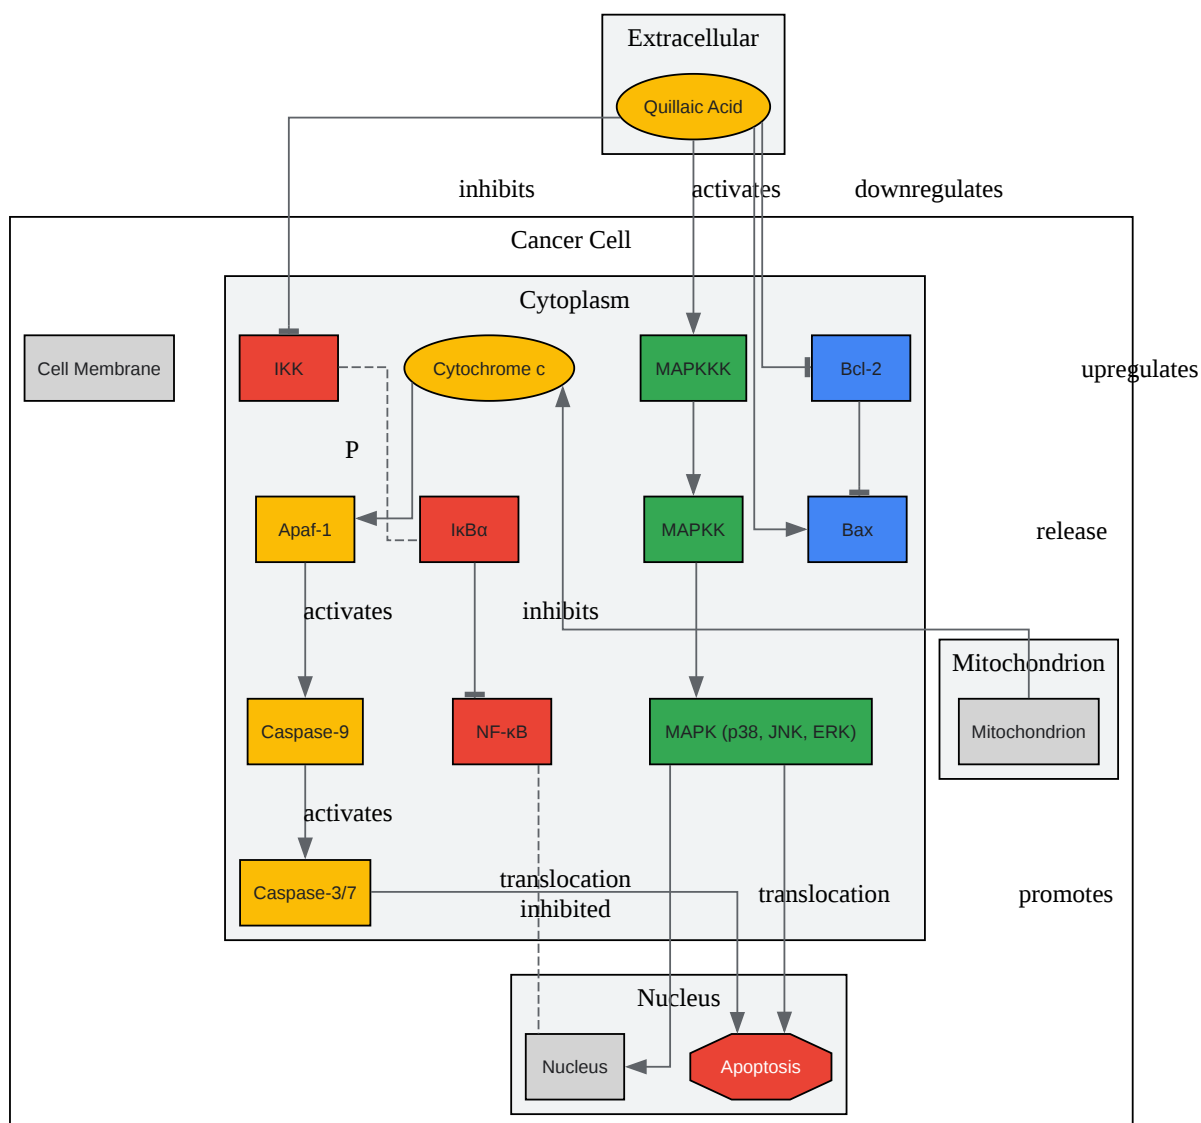 Extracellular
Quillaic Acid
inhibits
activates
downregulates
Cancer Cell
Cytoplasm
Cell Membrane
IKK
Cytochrome c
MAPKKK
Bcl-2
upregulates
P
Apaf-1
IκBα
MAPKK
Bax
release
activates
inhibits
Mitochondrion
Caspase-9
NF-κB
MAPK (p38, JNK, ERK)
Mitochondrion
activates
Caspase-3/7
translocation
inhibited
translocation
promotes
Nucleus
Nucleus
Apoptosis